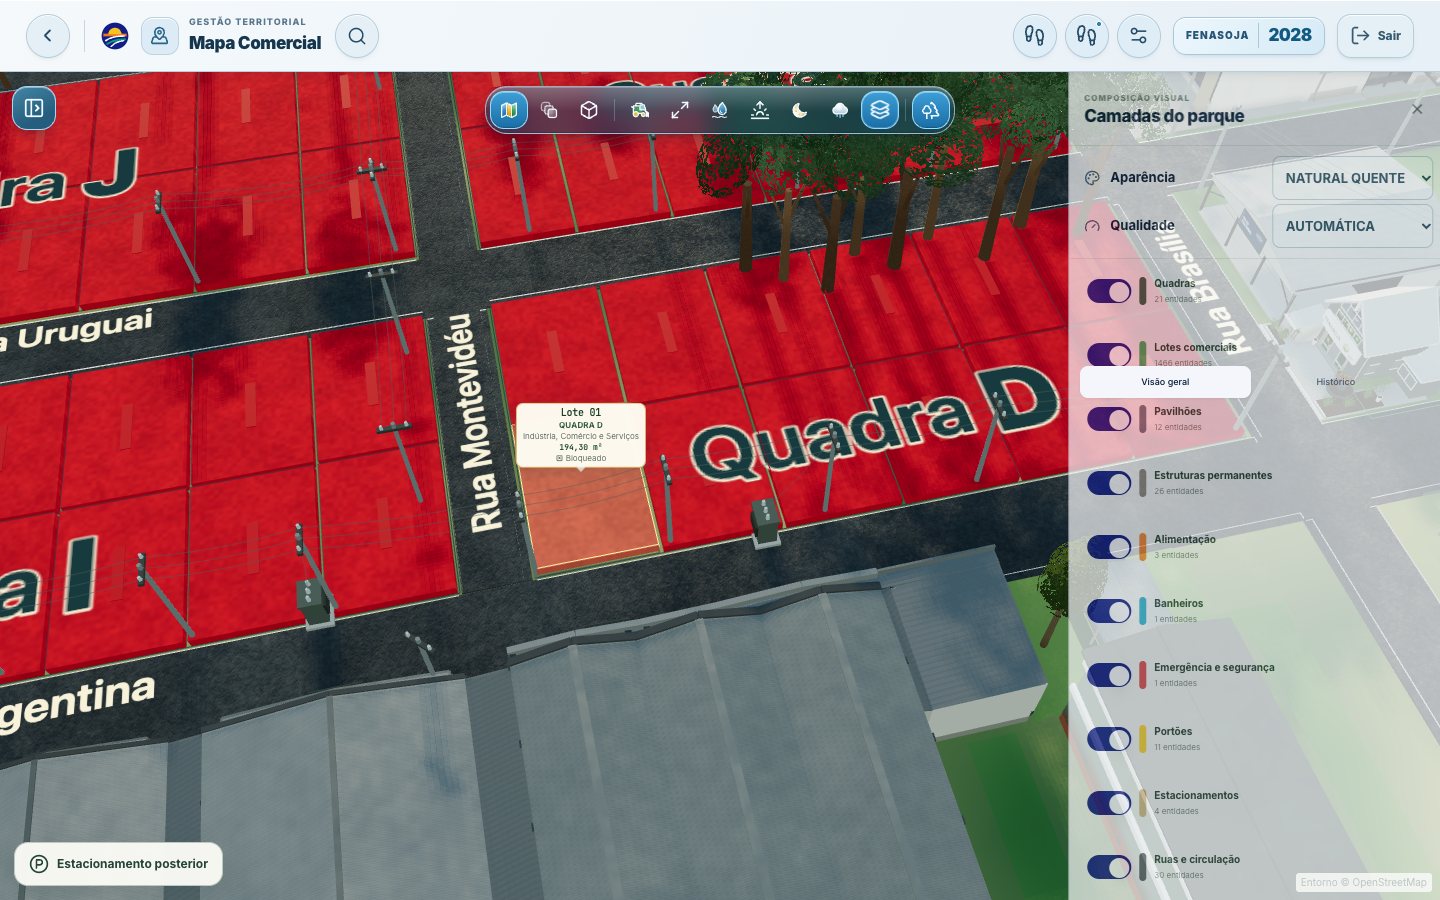 GESTÃO TERRITORIAL
Mapa Comercial
FENASOJA 2028
Sair
COMPOSIÇÃO VISUAL
Camadas do parque
Aparência
NATURAL QUENTE
Qualidade
AUTOMÁTICA
Quadras
21 entidades
Lotes comerciais
1466 entidades
Visão geral
Histórico
Pavilhões
12 entidades
Estruturas permanentes
26 entidades
Alimentação
3 entidades
Banheiros
1 entidades
Emergência e segurança
1 entidades
Portões
11 entidades
Estacionamentos
4 entidades
Ruas e circulação
30 entidades
Entorno © OpenStreetMap
ra J
a Uruguai
Rua Montevidéu
Rua Brasília
Lote 01
QUADRA D
Indústria, Comércio e Serviços
194,30 m²
Bloqueado
Quadra D
a I
gentina
Estacionamento posterior